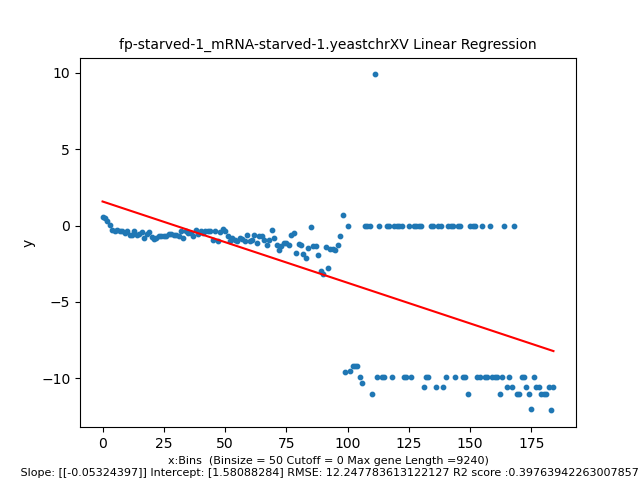 fp-starved-1_mRNA-starved-1.yeastchrXV Linear Regression
10
5
0
−5
−10
y
0 25 50 75 100 125 150 175
x:Bins (Binsize = 50 Cutoff = 0 Max gene Length =9240)
Slope: [[-0.05324397]] Intercept: [1.58088284] RMSE: 12.247783613122127 R2 score :0.39763942263007857